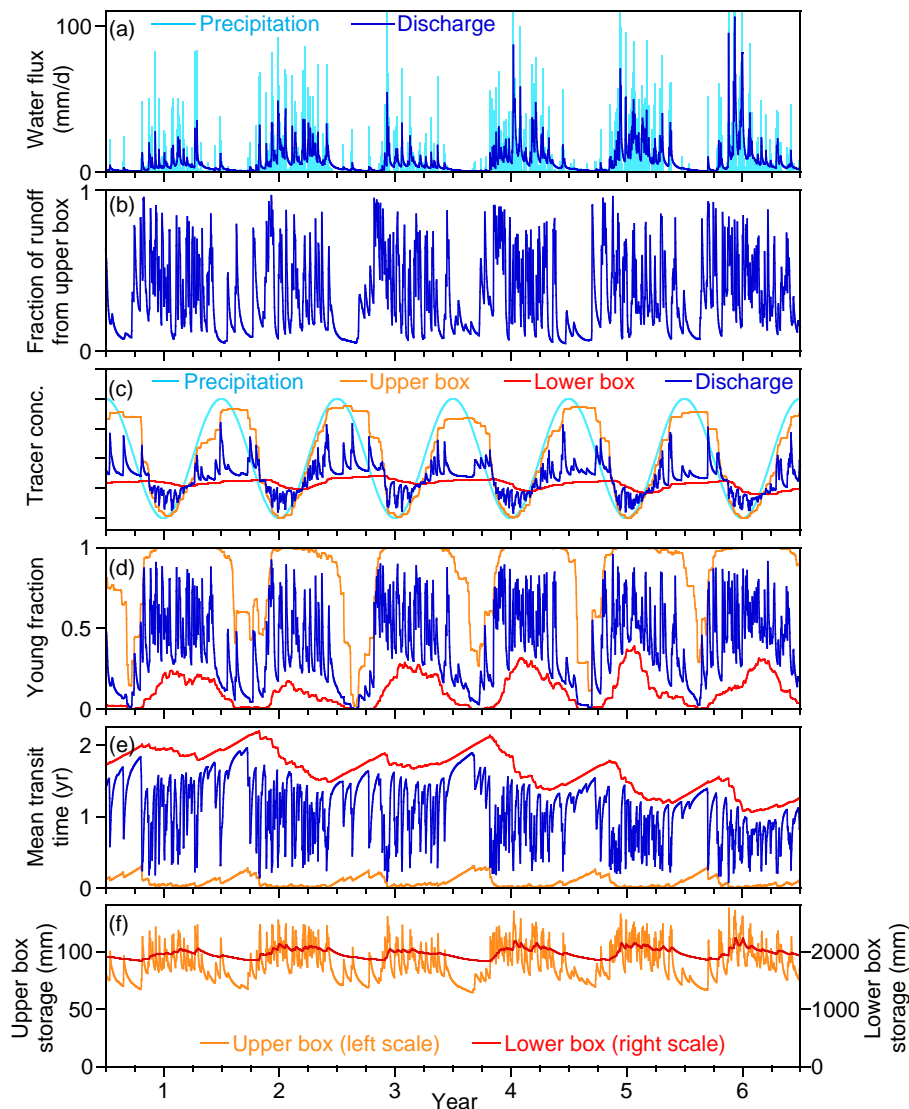 (a) Precipitation Discharge
100
0
Water flux
(mm/d)
(b)
1
0
Fraction of runoff
from upper box
(c) Precipitation Upper box Lower box Discharge
Tracer conc.
(d)
1
0.5
0
Young fraction
(e)
2
1
0
Mean transit
time (yr)
(f)
100
50
0
Upper box
storage (mm)
2000
1000
0
Lower box
storage (mm)
Upper box (left scale) Lower box (right scale)
1 2 3 4 5 6
Year